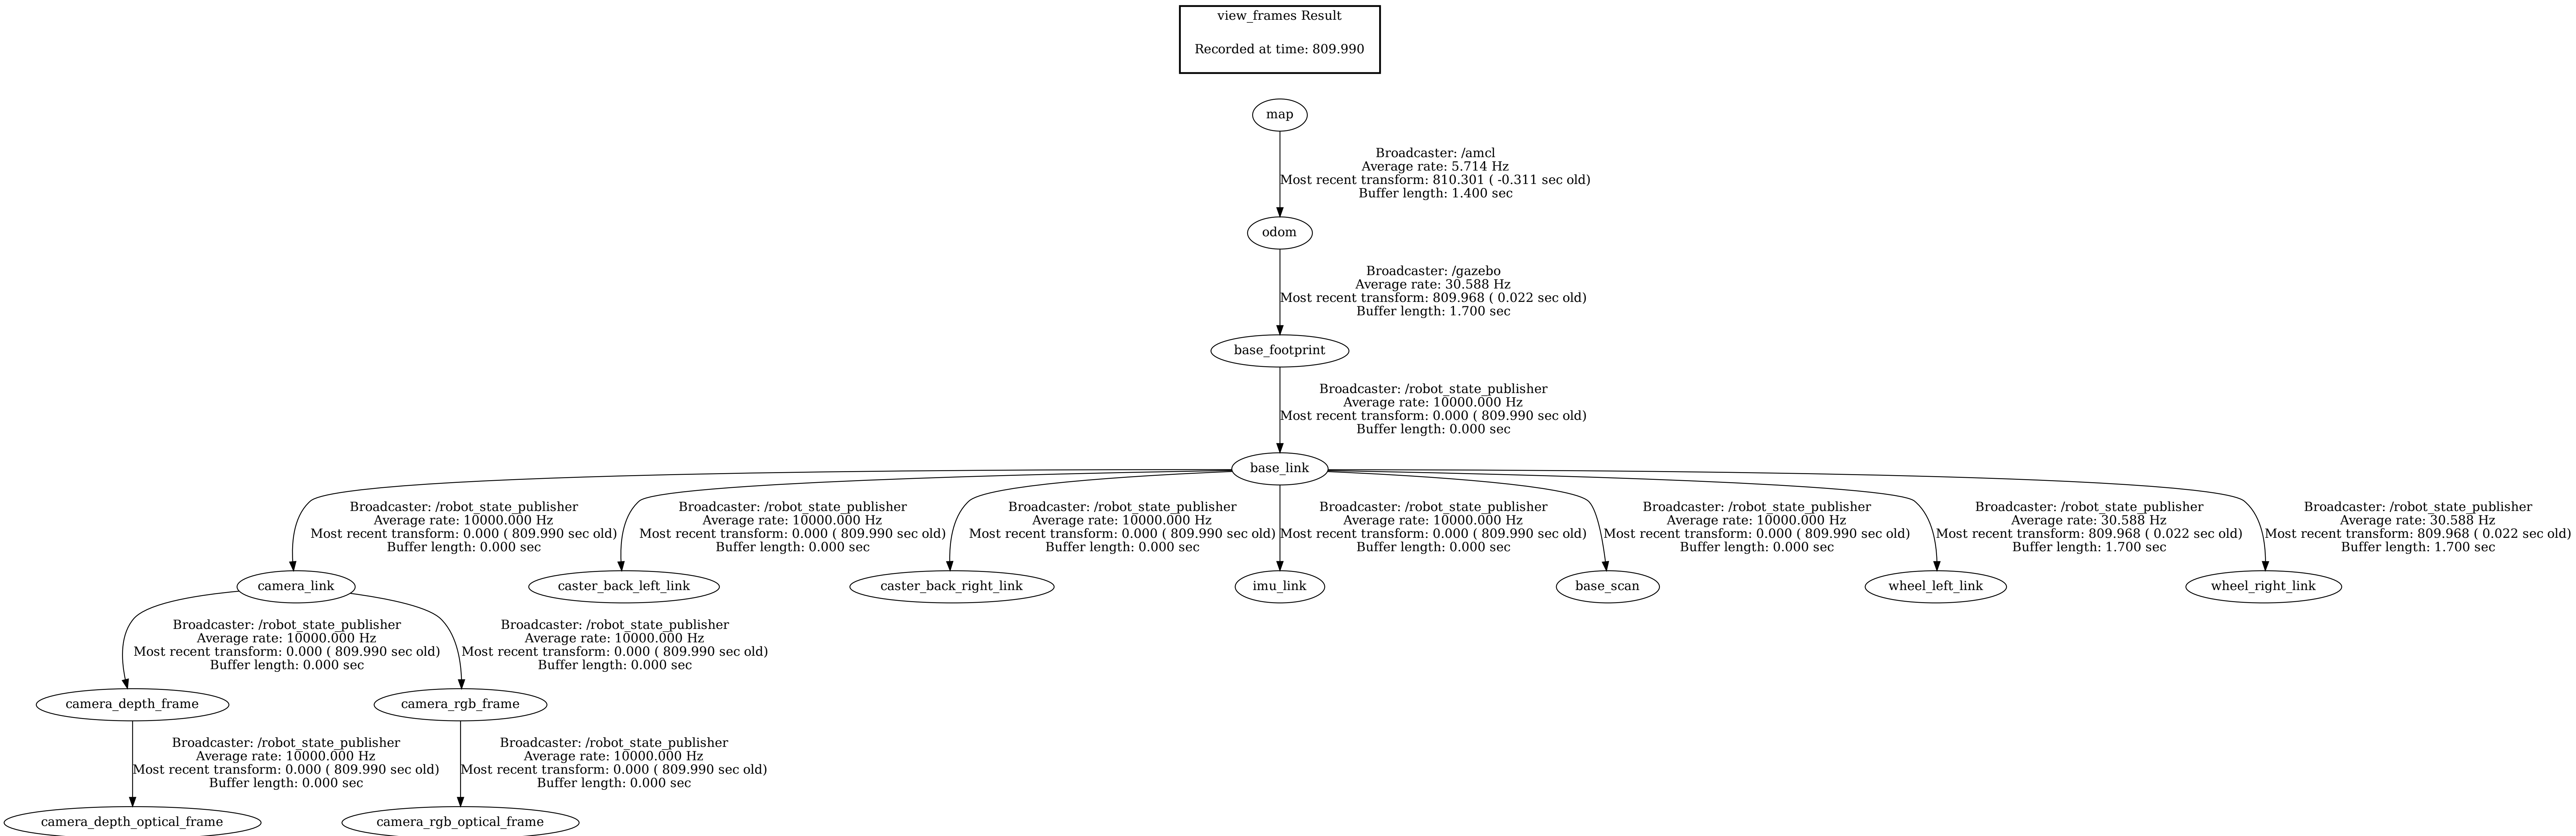 view_frames Result
Recorded at time: 809.990
map
Broadcaster: /amcl
Average rate: 5.714 Hz
Most recent transform: 810.301 ( -0.311 sec old)
Buffer length: 1.400 sec
odom
Broadcaster: /gazebo
Average rate: 30.588 Hz
Most recent transform: 809.968 ( 0.022 sec old)
Buffer length: 1.700 sec
base_footprint
Broadcaster: /robot_state_publisher
Average rate: 10000.000 Hz
Most recent transform: 0.000 ( 809.990 sec old)
Buffer length: 0.000 sec
base_link
Broadcaster: /robot_state_publisher
Average rate: 10000.000 Hz
Most recent transform: 0.000 ( 809.990 sec old)
Buffer length: 0.000 sec
Broadcaster: /robot_state_publisher
Average rate: 10000.000 Hz
Most recent transform: 0.000 ( 809.990 sec old)
Buffer length: 0.000 sec
Broadcaster: /robot_state_publisher
Average rate: 10000.000 Hz
Most recent transform: 0.000 ( 809.990 sec old)
Buffer length: 0.000 sec
Broadcaster: /robot_state_publisher
Average rate: 10000.000 Hz
Most recent transform: 0.000 ( 809.990 sec old)
Buffer length: 0.000 sec
Broadcaster: /robot_state_publisher
Average rate: 10000.000 Hz
Most recent transform: 0.000 ( 809.990 sec old)
Buffer length: 0.000 sec
Broadcaster: /robot_state_publisher
Average rate: 30.588 Hz
Most recent transform: 809.968 ( 0.022 sec old)
Buffer length: 1.700 sec
Broadcaster: /robot_state_publisher
Average rate: 30.588 Hz
Most recent transform: 809.968 ( 0.022 sec old)
Buffer length: 1.700 sec
camera_link
caster_back_left_link
caster_back_right_link
imu_link
base_scan
wheel_left_link
wheel_right_link
Broadcaster: /robot_state_publisher
Average rate: 10000.000 Hz
Most recent transform: 0.000 ( 809.990 sec old)
Buffer length: 0.000 sec
Broadcaster: /robot_state_publisher
Average rate: 10000.000 Hz
Most recent transform: 0.000 ( 809.990 sec old)
Buffer length: 0.000 sec
camera_depth_frame
camera_rgb_frame
Broadcaster: /robot_state_publisher
Average rate: 10000.000 Hz
Most recent transform: 0.000 ( 809.990 sec old)
Buffer length: 0.000 sec
Broadcaster: /robot_state_publisher
Average rate: 10000.000 Hz
Most recent transform: 0.000 ( 809.990 sec old)
Buffer length: 0.000 sec
camera_depth_optical_frame
camera_rgb_optical_frame